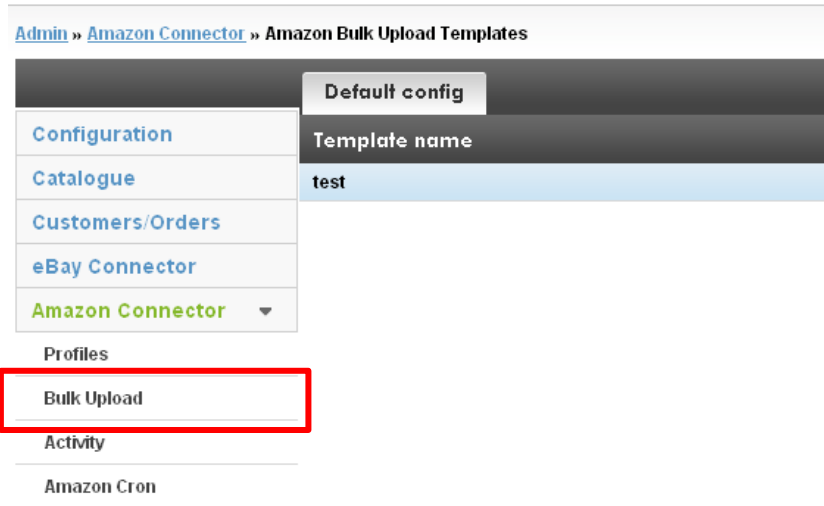 Admin » Amazon Connector » Amazon Bulk Upload Templates
Default config
Template name
test
Configuration
Catalogue
Customers/Orders
eBay Connector
Amazon Connector
Profiles
Bulk Upload
Activity
Amazon Cron